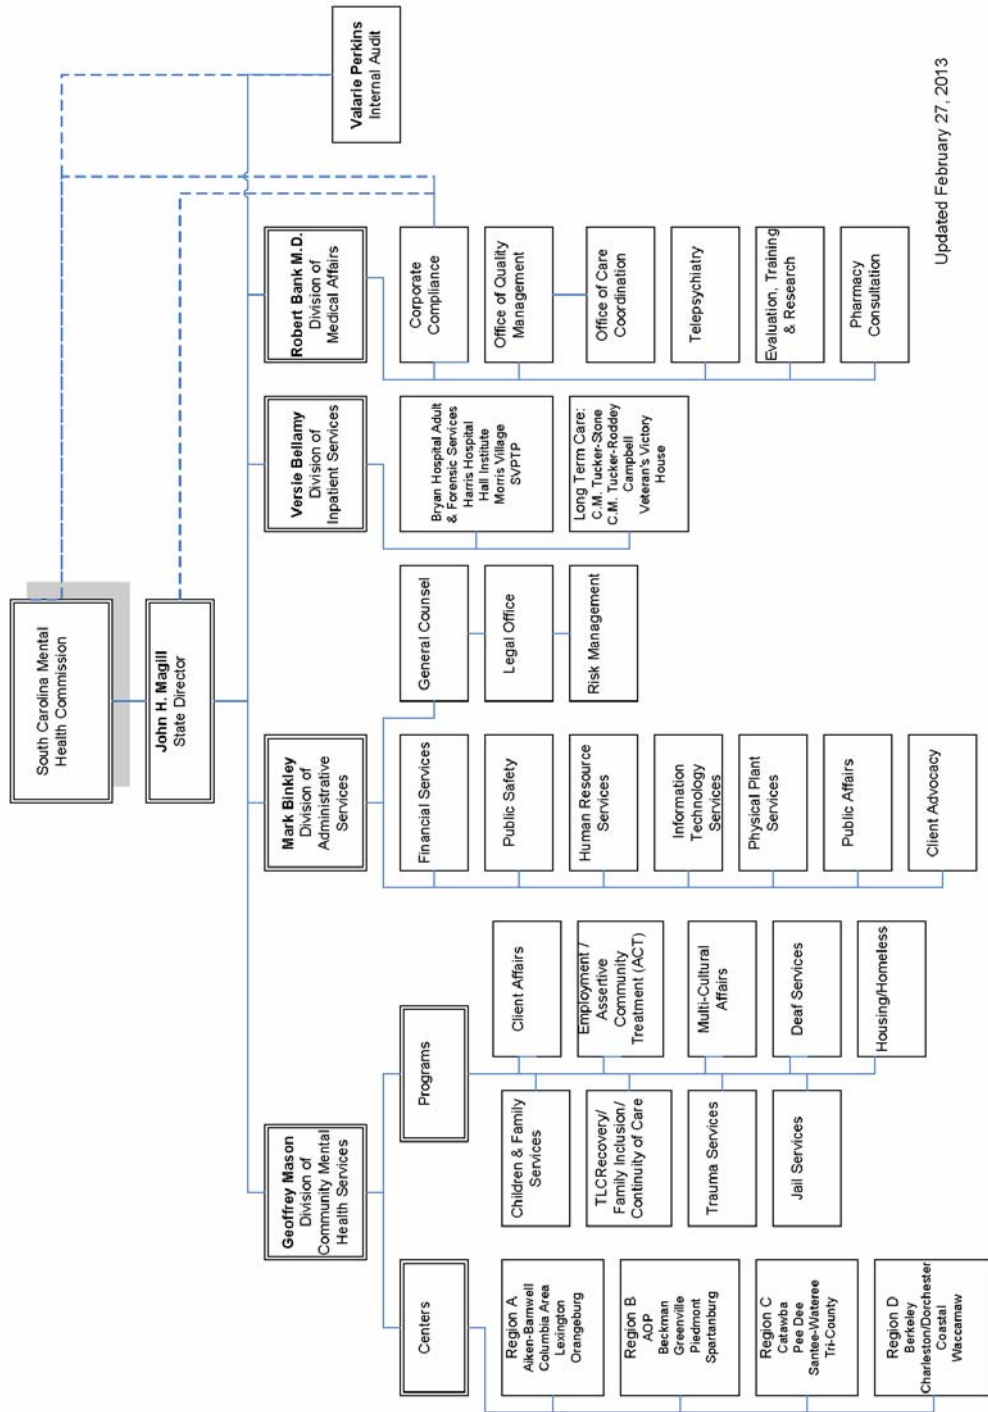 South Carolina Mental
Health Commission
John H. Magill
State Director
Geoffrey Mason
Division of
Community Mental
Health Services
Mark Binkley
Division of
Administrative
Services
Versie Bellamy
Division of
Inpatient Services
Robert Bank M.D.
Division of
Medical Affairs
Valarie Perkins
Internal Audit
Centers
Region A
Aiken-Barnwell
Columbia Area
Lexington
Orangeburg
Region B
AOP
Beckman
Greenville
Piedmont
Spartanburg
Region C
Catawba
Pee Dee
Santee-Wateree
Tri-County
Region D
Berkeley
Charleston/Dorchester
Coastal
Waccamaw
Programs
Children & Family
Services
TLCRecovery/
Family Inclusion/
Continuity of Care
Trauma Services
Jail Services
Client Affairs
Employment /
Assertive
Community
Treatment (ACT)
Multi-Cultural
Affairs
Deaf Services
Housing/Homeless
Financial Services
Public Safety
Human Resource
Services
Information
Technology
Services
Physical Plant
Services
Public Affairs
Client Advocacy
General Counsel
Legal Office
Risk Management
Bryan Hospital Adult
& Forensic Services
Harris Hospital
Hall Institute
Morris Village
SVPTP
Long Term Care:
C.M. Tucker-Stone
C.M. Tucker-Roddey
Campbell
Veteran's Victory
House
Corporate
Compliance
Office of Quality
Management
Office of Care
Coordination
Telepsychiatry
Evaluation, Training
& Research
Pharmacy
Consultation
Updated February 27, 2013